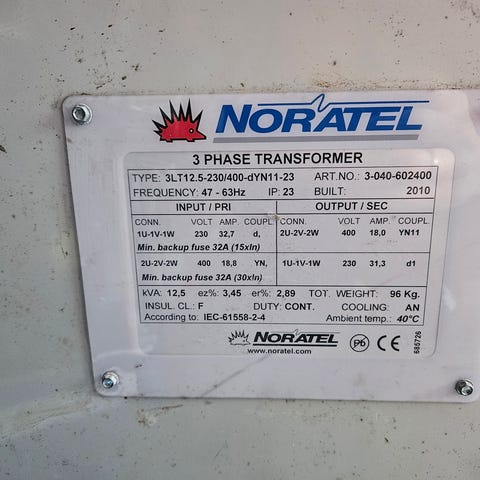 NORATEL
3 PHASE TRANSFORMER
TYPE: 3LT12.5-230/400-dYN11-23 ART.NO.: 3-040-602400
FREQUENCY: 47 - 63Hz IP: 23 BUILT: 2010
INPUT / PRI OUTPUT / SEC
CONN. VOLT AMP. COUPL. CONN. VOLT AMP. COUPL
1U-1V-1W 230 32,7 d, 2U-2V-2W 400 18,0 YN11
Min. backup fuse 32A (15xIn)
2U-2V-2W 400 18,8 YN, 1U-1V-1W 230 31,3 d1
Min. backup fuse 32A (30xIn)
kVA: 12,5 ez%: 3,45 er%: 2,89 TOT. WEIGHT: 96 Kg.
INSUL CL.: F DUTY: CONT. COOLING: AN
According to: IEC-61558-2-4 Ambient temp.: 40°C
NORATEL
www.noratel.com
Pb
CE
685726